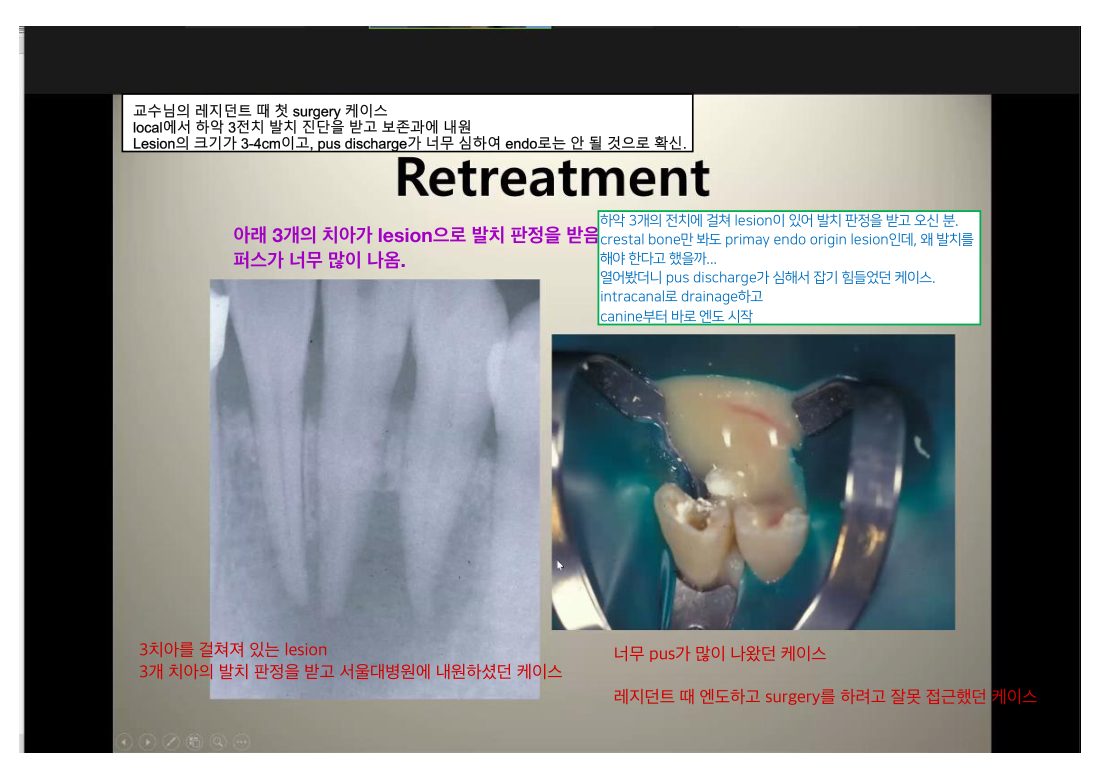 교수님의 레지던트 때 첫 surgery 케이스
local에서 하악 3전치 발치 진단을 받고 보존과에 내원
Lesion의 크기가 3-4cm이고, pus discharge가 너무 심하여 endo로는 안 될 것으로 확신.
Retreatment
아래 3개의 치아가 lesion으로 발치 판정을 받음
퍼스가 너무 많이 나옴.
하악 3개의 전치에 걸쳐 lesion이 있어 발치 판정을 받고 오신 분.
crestal bone만 봐도 primay endo origin lesion인데, 왜 발치를
해야 한다고 했을까...
열어봤더니 pus discharge가 심해서 잡기 힘들었던 케이스.
intracanal로 drainage하고
canine부터 바로 엔도 시작
3치아를 걸쳐져 있는 lesion
3개 치아의 발치 판정을 받고 서울대병원에 내원하셨던 케이스
너무 pus가 많이 나왔던 케이스
레지던트 때 엔도하고 surgery를 하려고 잘못 접근했던 케이스